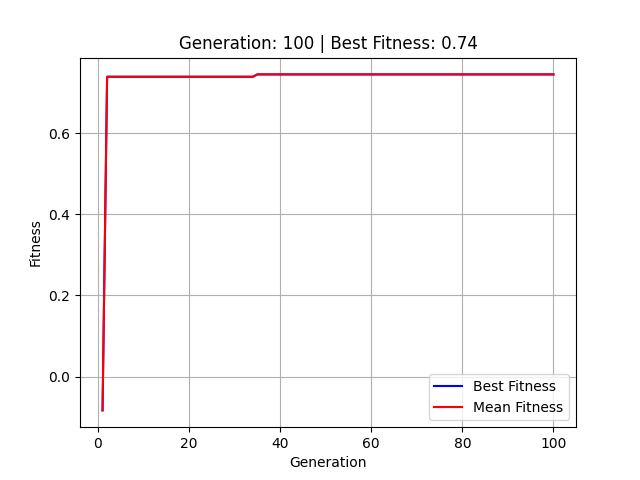 Generation: 100 | Best Fitness: 0.74
0.6
0.4
0.2
0.0
Fitness
0 20 40 60 80 100
Generation
Best Fitness
Mean Fitness